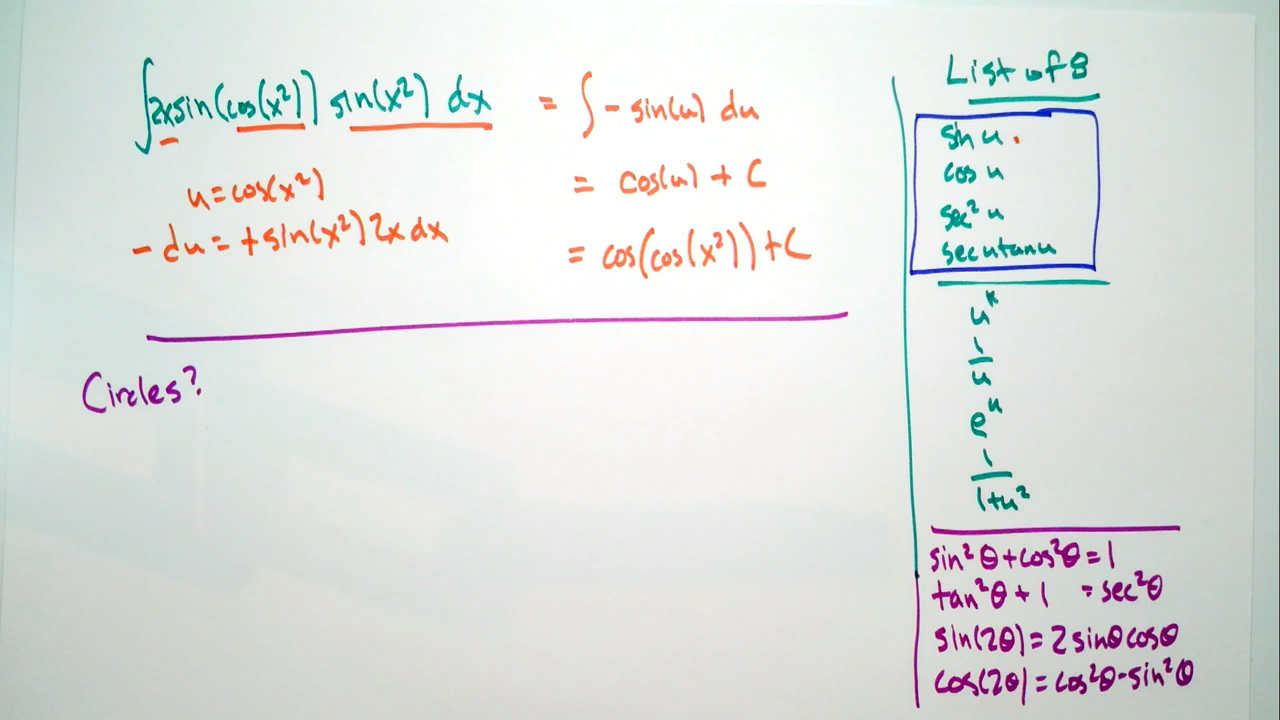 ∫2x sin(cos(x²)) sin(x²) dx = ∫ - sin(u) du
u = cos(x²)
- du = + sin(x²) 2x dx
= cos(u) + C
= cos(cos(x²)) + C
Circles?
List of 8
sin u
cos u
sec² u
sec u tan u
uᵏ
1/u
eᵘ
1/(1+u²)
sin²θ + cos²θ = 1
tan²θ + 1 = sec²θ
sin(2θ) = 2 sinθ cosθ
cos(2θ) = cos²θ - sin²θ